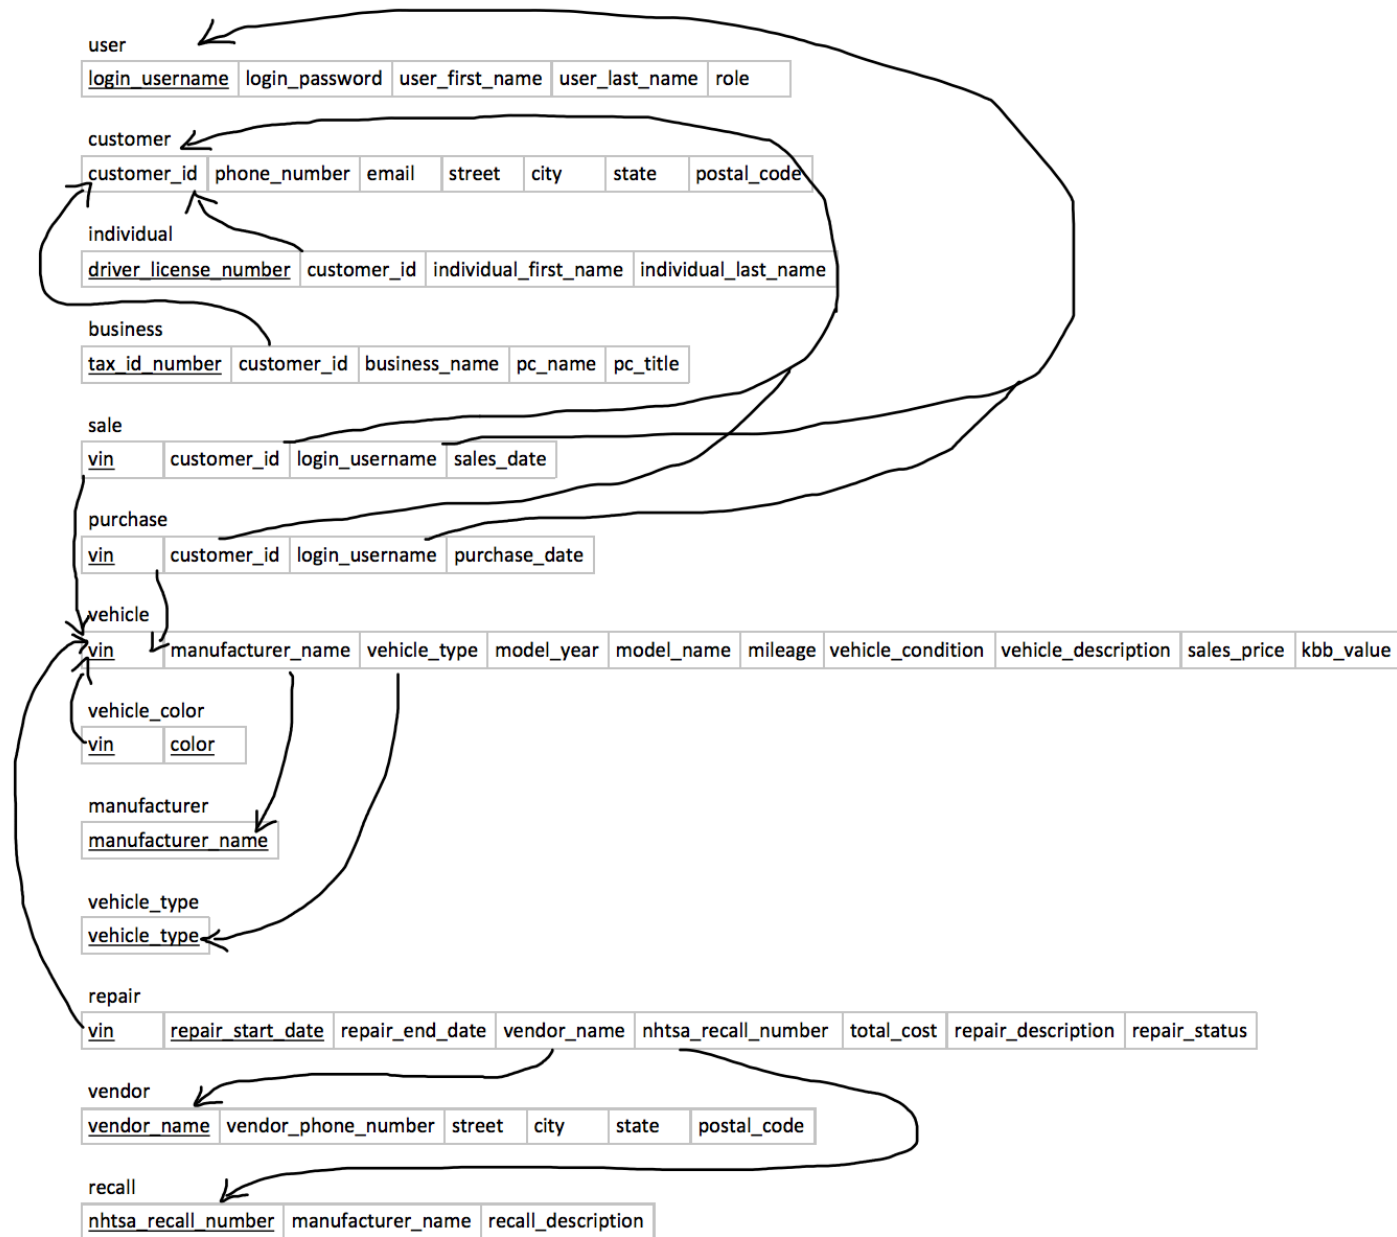 user
login_username login_password user_first_name user_last_name role
customer
customer_id phone_number email street city state postal_code
individual
driver_license_number customer_id individual_first_name individual_last_name
business
tax_id_number customer_id business_name pc_name pc_title
sale
vin customer_id login_username sales_date
purchase
vin customer_id login_username purchase_date
vehicle
vin manufacturer_name vehicle_type model_year model_name mileage vehicle_condition vehicle_description sales_price kbb_value
vehicle_color
vin color
manufacturer
manufacturer_name
vehicle_type
vehicle_type
repair
vin repair_start_date repair_end_date vendor_name nhtsa_recall_number total_cost repair_description repair_status
vendor
vendor_name vendor_phone_number street city state postal_code
recall
nhtsa_recall_number manufacturer_name recall_description